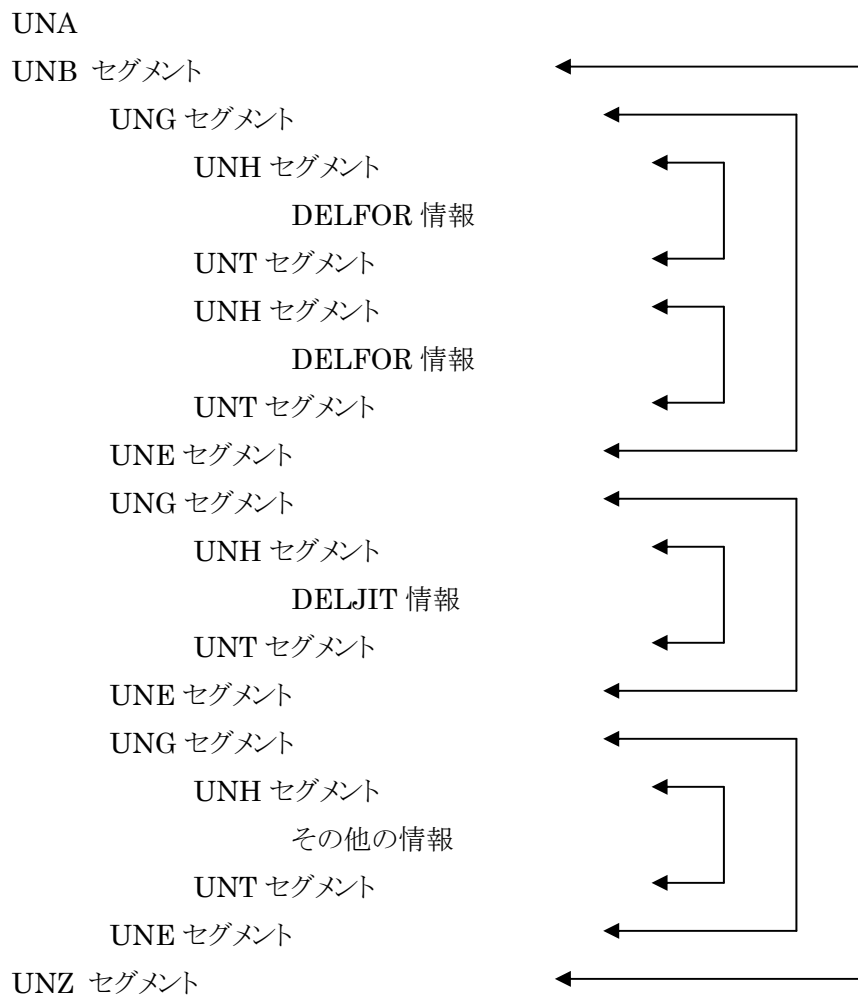 UNA
UNB セグメント
UNG セグメント
UNH セグメント
DELFOR 情報
UNT セグメント
UNH セグメント
DELFOR 情報
UNT セグメント
UNE セグメント
UNG セグメント
UNH セグメント
DELJIT 情報
UNT セグメント
UNE セグメント
UNG セグメント
UNH セグメント
その他の情報
UNT セグメント
UNE セグメント
UNZ セグメント